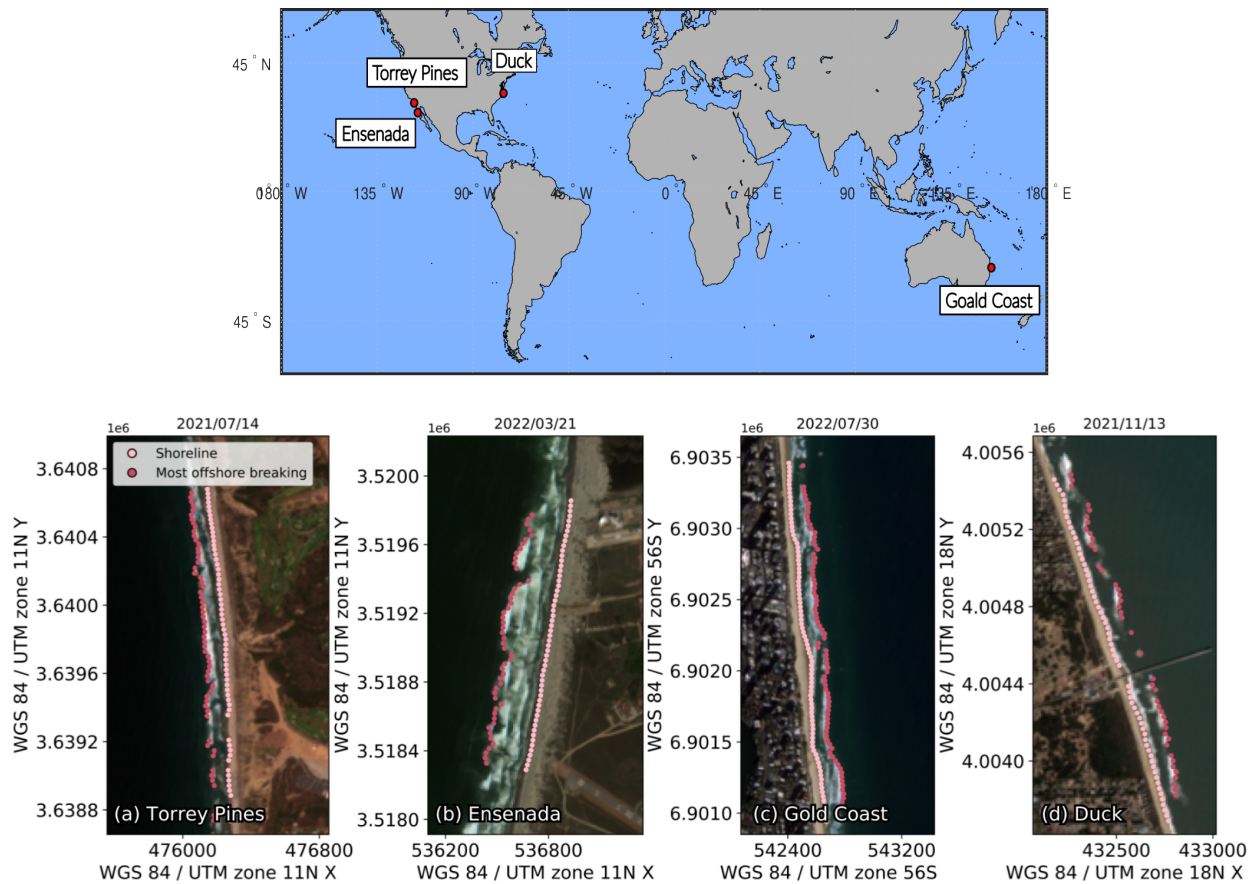 45° N
Torrey Pines
Duck
Ensenada
180° W
135° W
90° W
45° W
0°
45° E
90° E
135° E
180° E
0°
Goald Coast
45° S
1e6
2021/07/14
1e6
2022/03/21
1e6
2022/07/30
1e6
2021/11/13
Shoreline
Most offshore breaking
WGS 84 / UTM zone 11N Y
3.6408
3.6404
3.6400
3.6396
3.6392
3.6388
(a) Torrey Pines
476000
476800
WGS 84 / UTM zone 11N X
WGS 84 / UTM zone 11N Y
3.5200
3.5196
3.5192
3.5188
3.5184
3.5180
(b) Ensenada
536200
536800
WGS 84 / UTM zone 11N X
WGS 84 / UTM zone 56S Y
6.9035
6.9030
6.9025
6.9020
6.9015
6.9010
(c) Gold Coast
542400
543200
WGS 84 / UTM zone 56S
WGS 84 / UTM zone 18N Y
4.0056
4.0052
4.0048
4.0044
4.0040
(d) Duck
432500
433000
WGS 84 / UTM zone 18N X